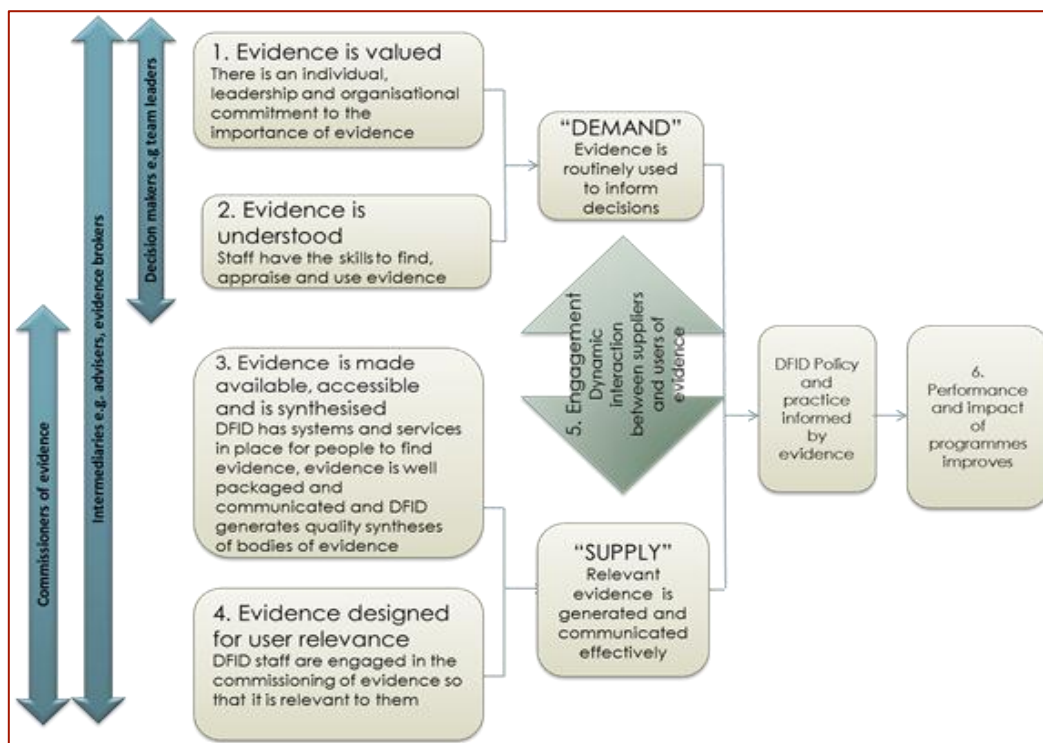 Commissioners of evidence
Intermediaries e.g. advisers, evidence brokers
Decision makers e.g team leaders
1. Evidence is valued
There is an individual,
leadership and organisational
commitment to the
importance of evidence
2. Evidence is
understood
Staff have the skills to find,
appraise and use evidence
3. Evidence is made
available, accessible
and is synthesised
DFID has systems and services
in place for people to find
evidence, evidence is well
packaged and
communicated and DFID
generates quality syntheses
of bodies of evidence
4. Evidence designed
for user relevance
DFID staff are engaged in the
commissioning of evidence so
that it is relevant to them
“DEMAND”
Evidence is
routinely used
to inform
decisions
5. Engagement
Dynamic
interaction
between suppliers
and users of
evidence
“SUPPLY”
Relevant
evidence is
generated and
communicated
effectively
DFID Policy
and
practice
informed
by
evidence
6.
Performance
and impact
of
programmes
improves